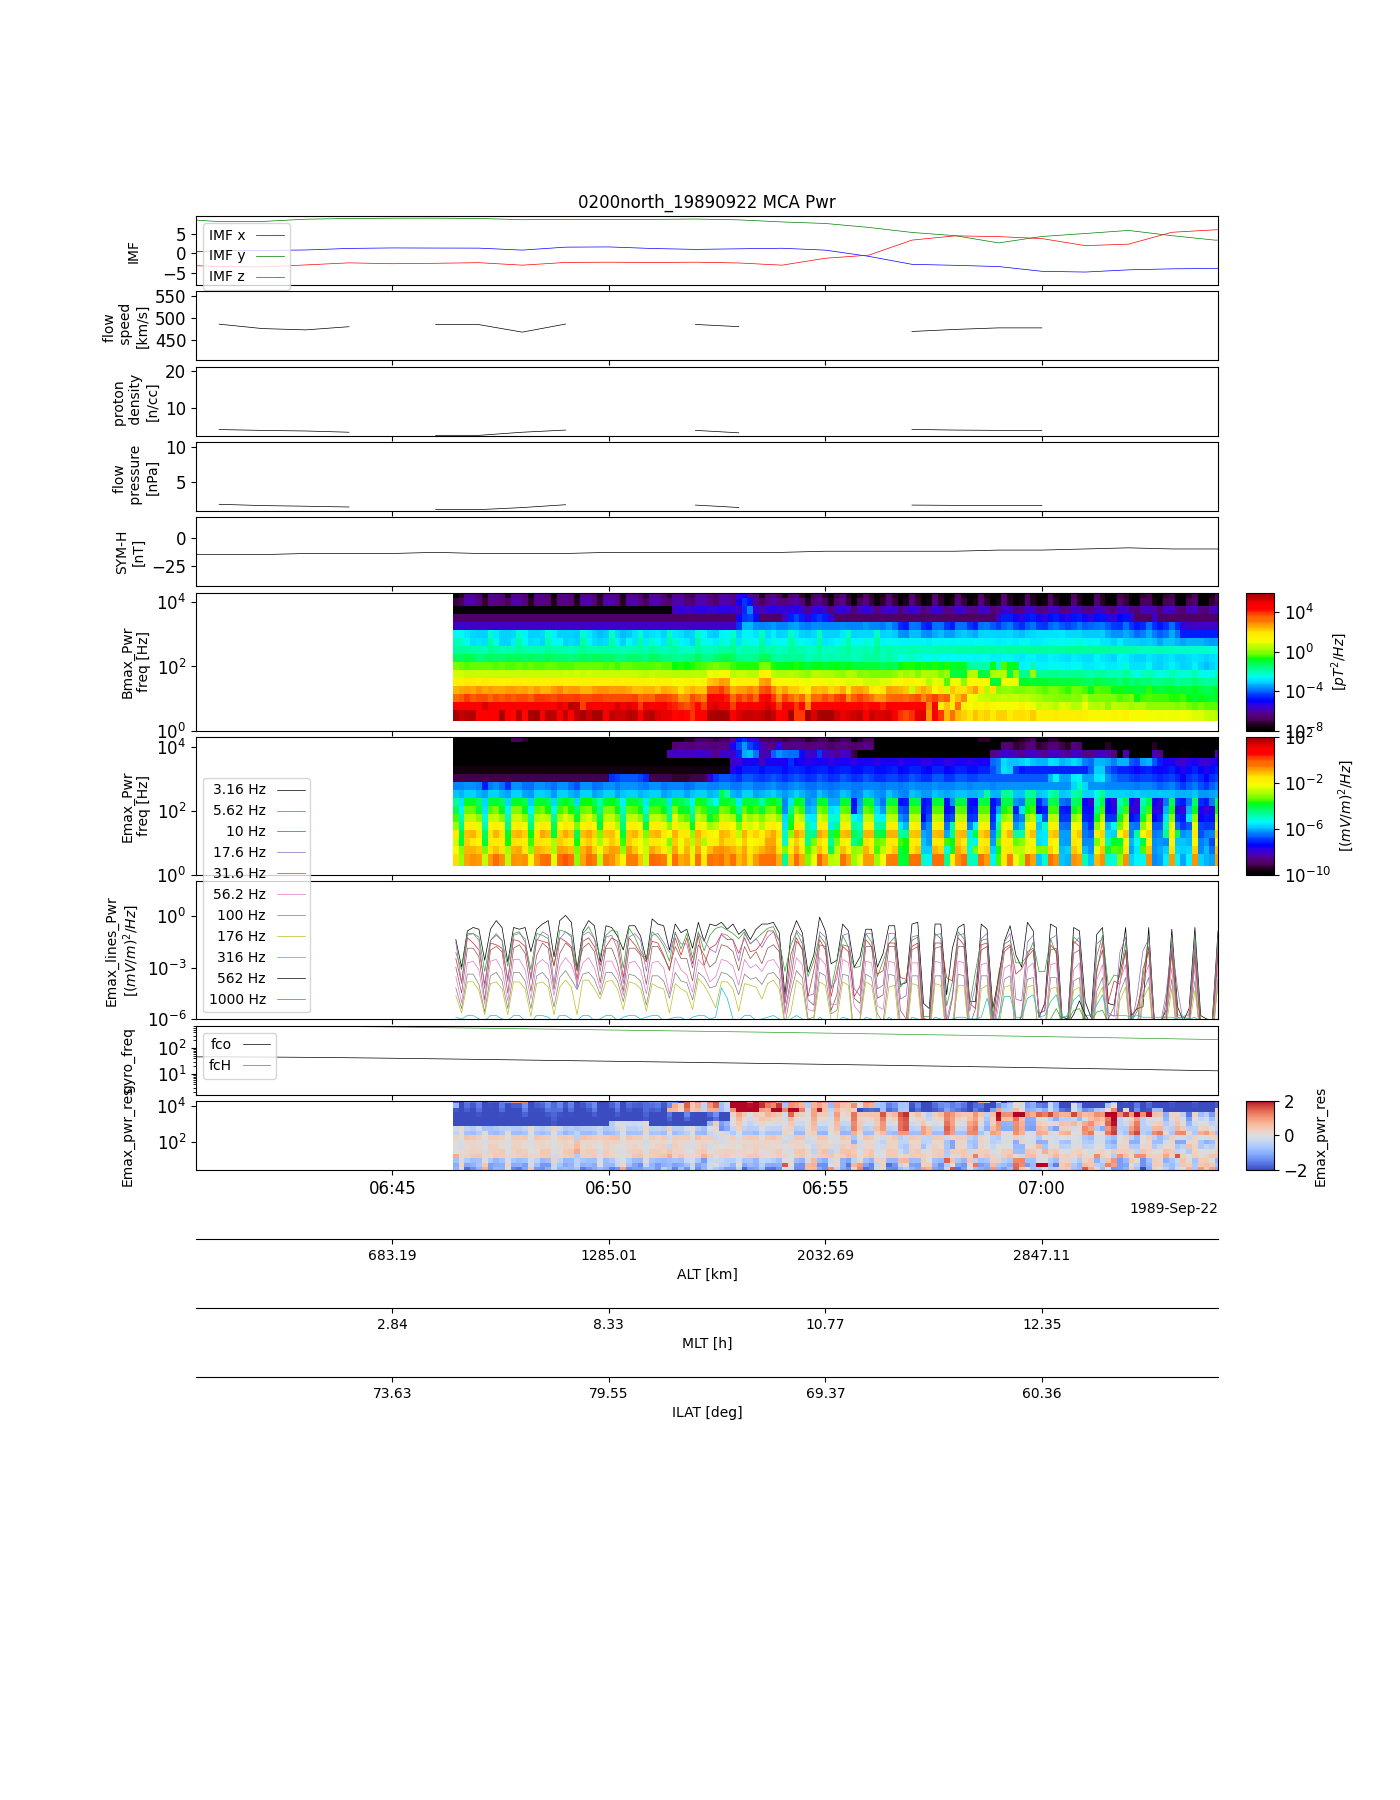 0200north_19890922 MCA Pwr
IMF
5
0
−5
IMF x
IMF y
IMF z
flow
speed
[km/s]
550
500
450
proton
density
[n/cc]
20
10
flow
pressure
[nPa]
10
5
SYM-H
[nT]
0
−25
Bmax_Pwr
freq [Hz]
10^4
10^2
10^0
10^4
10^0
10^−4
10^−8
[pT^2/Hz]
Emax_Pwr
freq [Hz]
10^4
10^2
10^0
10^2
10^−2
10^−6
10^−10
[(mV/m)^2/Hz]
3.16 Hz
5.62 Hz
10 Hz
17.6 Hz
31.6 Hz
56.2 Hz
100 Hz
176 Hz
316 Hz
562 Hz
1000 Hz
Emax_lines_Pwr
[(mV/m)^2/Hz]
10^0
10^−3
10^−6
gyro_freq
10^2
10^1
fco
fcH
Emax_pwr_res
10^4
10^2
2
0
−2
Emax_pwr_res
06:45 06:50 06:55 07:00
1989-Sep-22
683.19 1285.01 2032.69 2847.11
ALT [km]
2.84 8.33 10.77 12.35
MLT [h]
73.63 79.55 69.37 60.36
ILAT [deg]